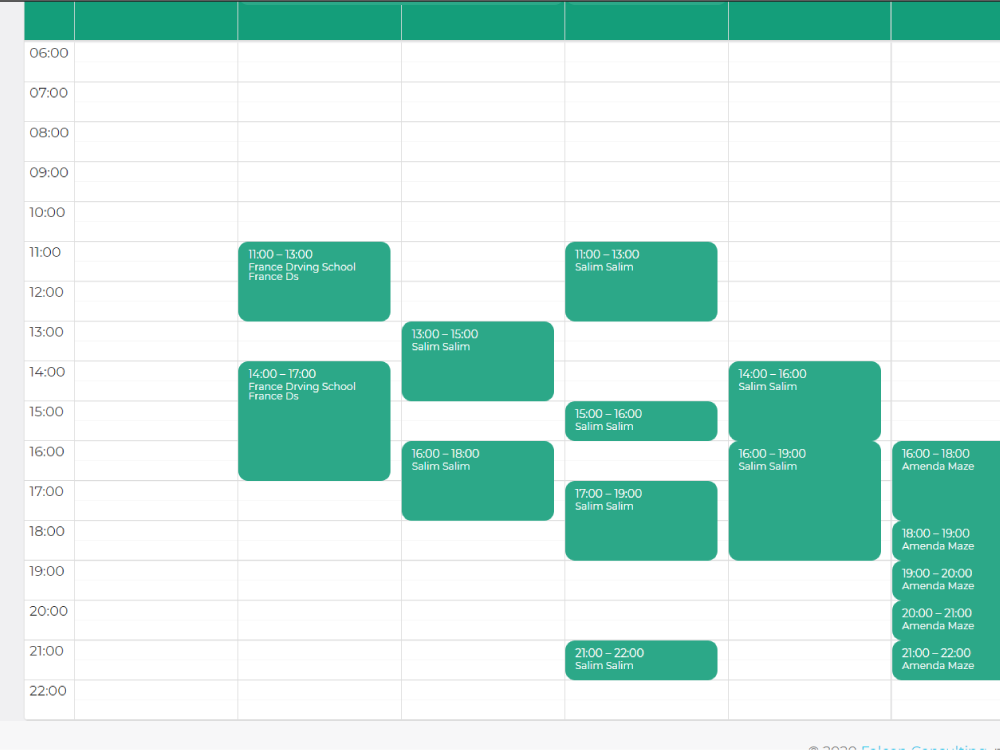 06:00
07:00
08:00
09:00
10:00
11:00
12:00
13:00
14:00
15:00
16:00
17:00
18:00
19:00
20:00
21:00
22:00
11:00 – 13:00
France Drving School
France Ds
14:00 – 17:00
France Drving School
France Ds
13:00 – 15:00
Salim Salim
16:00 – 18:00
Salim Salim
11:00 – 13:00
Salim Salim
15:00 – 16:00
Salim Salim
17:00 – 19:00
Salim Salim
21:00 – 22:00
Salim Salim
14:00 – 16:00
Salim Salim
16:00 – 19:00
Salim Salim
16:00 – 18:00
Amenda Maze
18:00 – 19:00
Amenda Maze
19:00 – 20:00
Amenda Maze
20:00 – 21:00
Amenda Maze
21:00 – 22:00
Amenda Maze
© 2020 Falcon Consulting